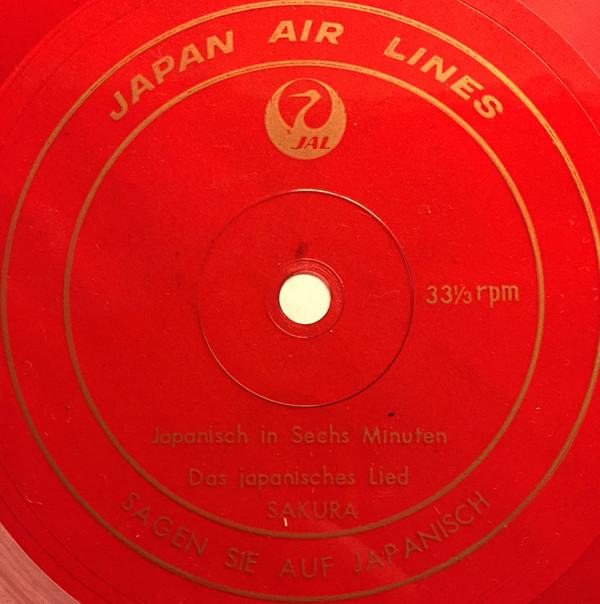 JAPAN AIR LINES
JAL
33⅓ rpm
Japanisch in Sechs Minuten
Das japanisches Lied
SAKURA
SAGEN SIE AUF JAPANISCH